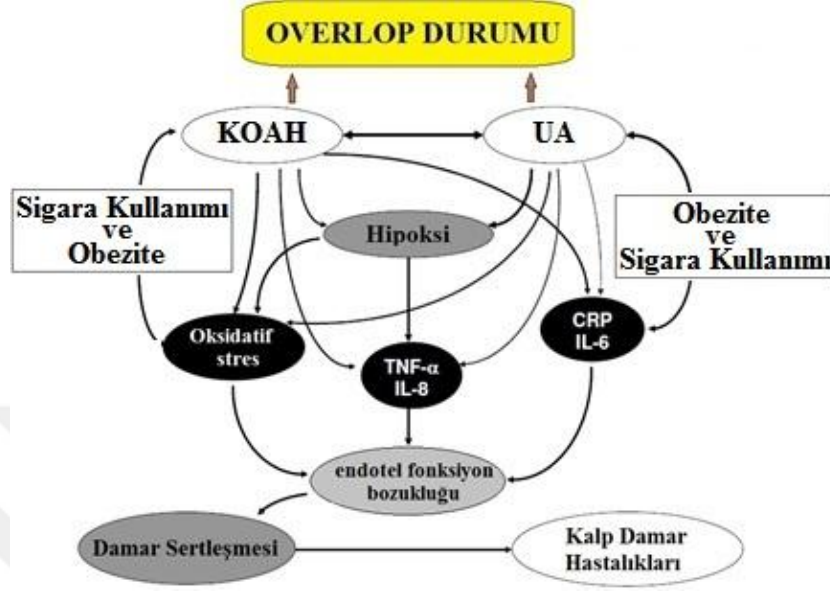 OVERLOP DURUMU
KOAH
UA
Sigara Kullanımı
ve
Obezite
Obezite
ve
Sigara Kullanımı
Hipoksi
Oksidatif
stres
TNF-α
IL-8
CRP
IL-6
endotel fonksiyon
bozukluğu
Damar Sertleşmesi
Kalp Damar
Hastalıkları